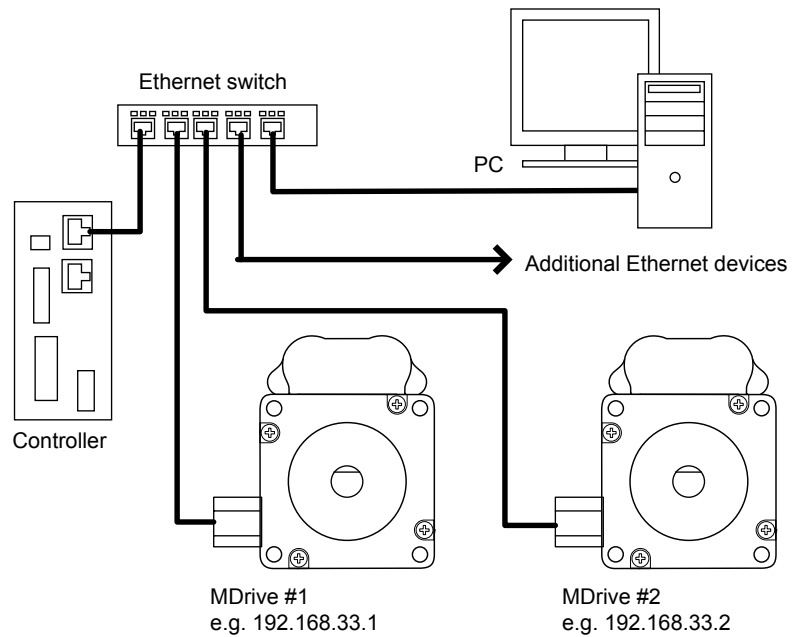 Ethernet switch
PC
Additional Ethernet devices
Controller
MDrive #1
e.g. 192.168.33.1
MDrive #2
e.g. 192.168.33.2